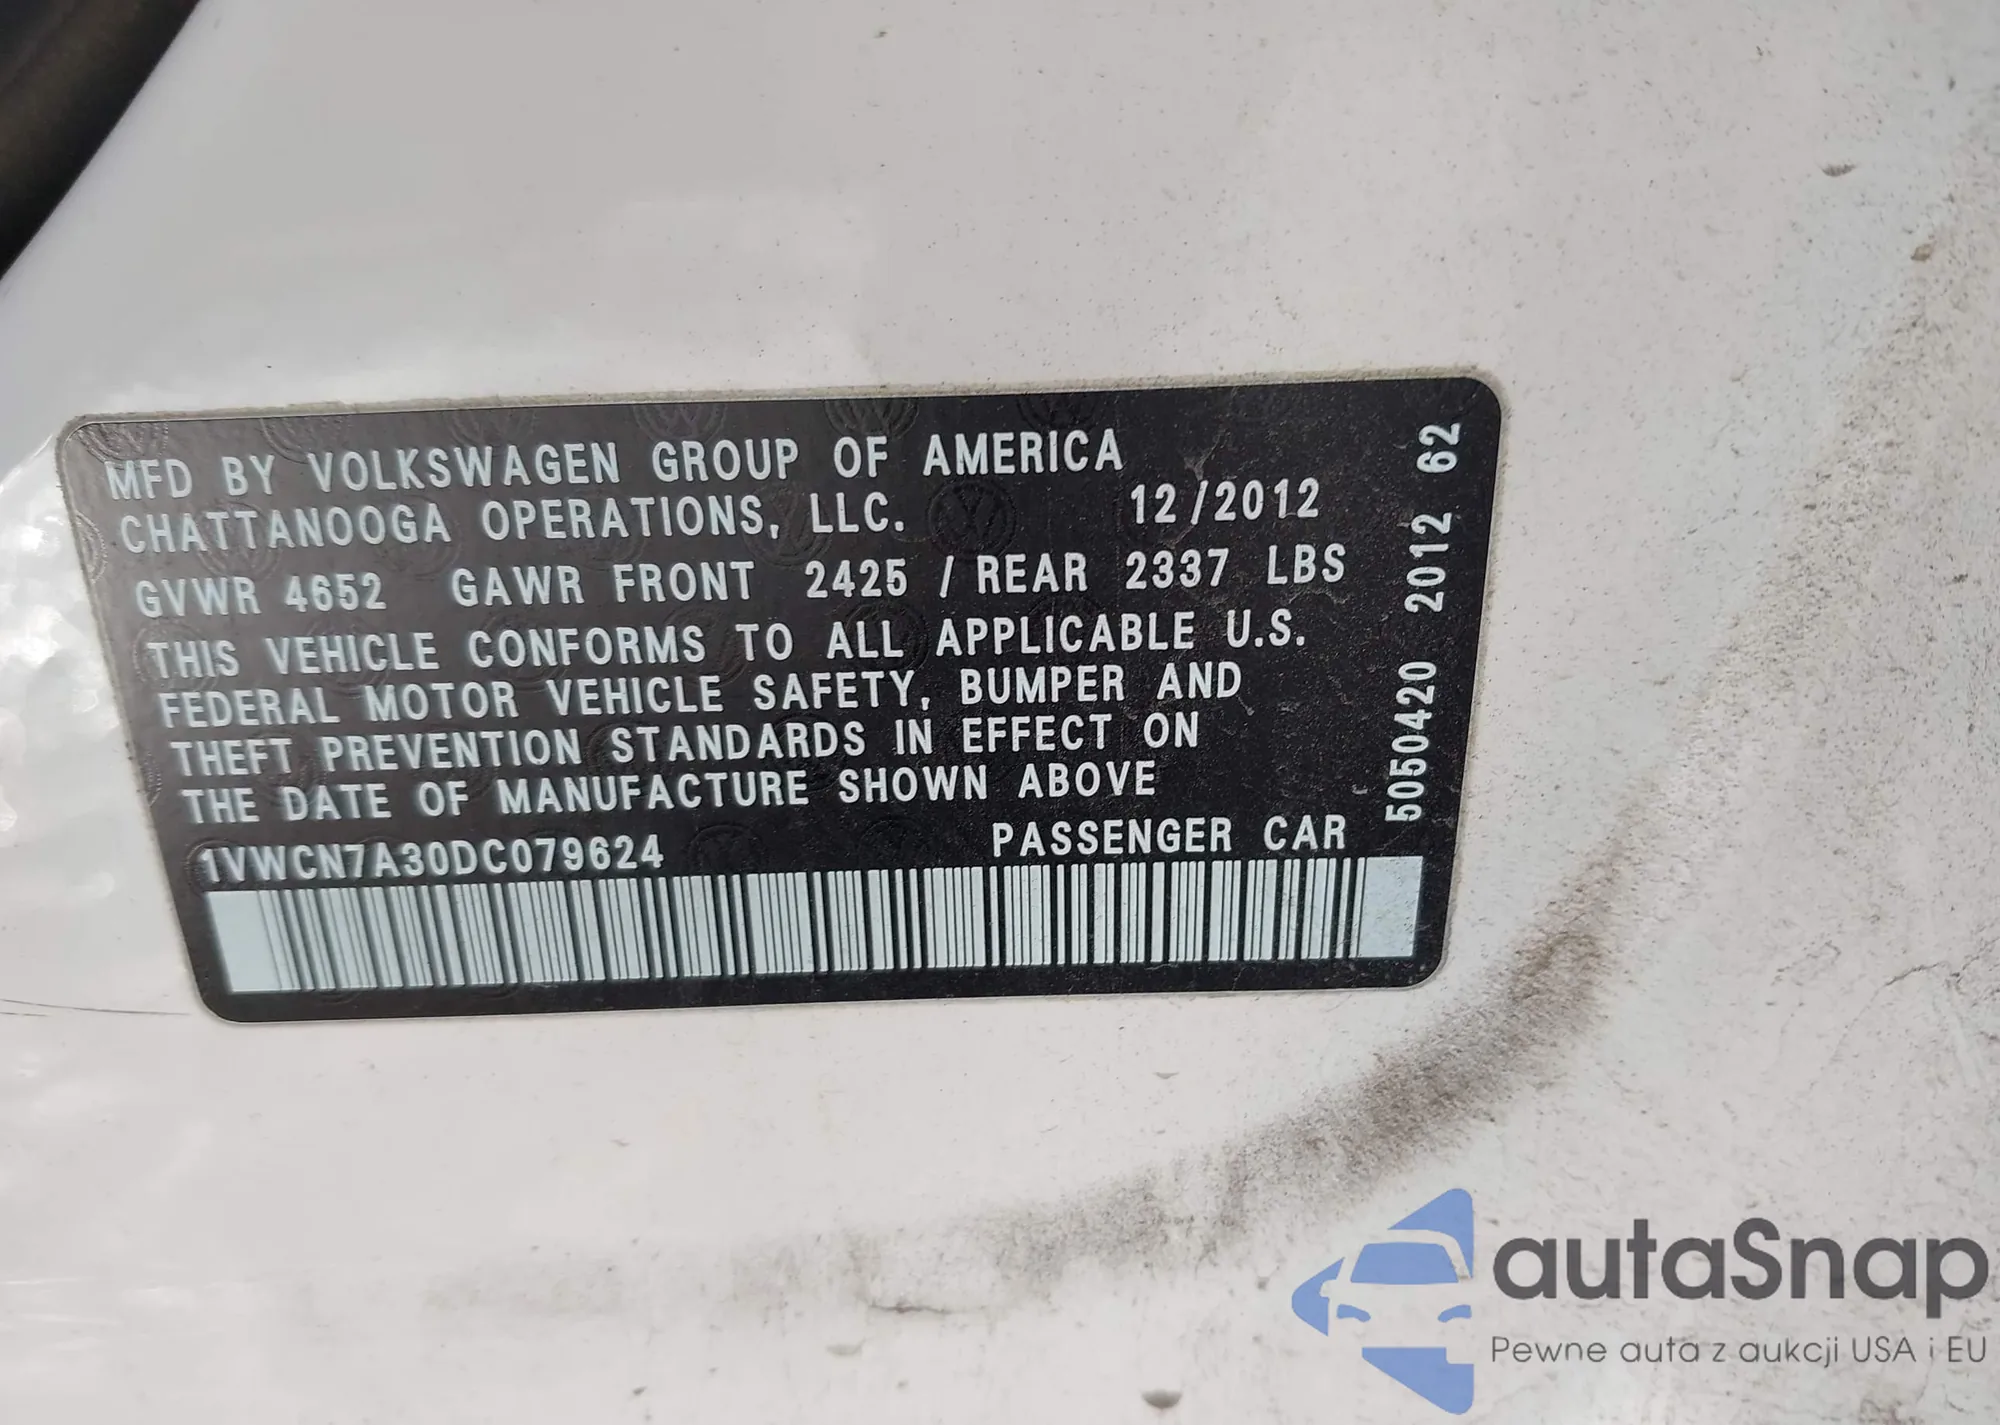 MFD BY VOLKSWAGEN GROUP OF AMERICA
CHATTANOOGA OPERATIONS, LLC. 12/2012
GVWR 4652 GAWR FRONT 2425 / REAR 2337 LBS
THIS VEHICLE CONFORMS TO ALL APPLICABLE U.S.
FEDERAL MOTOR VEHICLE SAFETY, BUMPER AND
THEFT PREVENTION STANDARDS IN EFFECT ON
THE DATE OF MANUFACTURE SHOWN ABOVE
1VWCN7A30DC079624 PASSENGER CAR
5050420 2012 62
autaSnap
Pewne auta z aukcji USA i EU